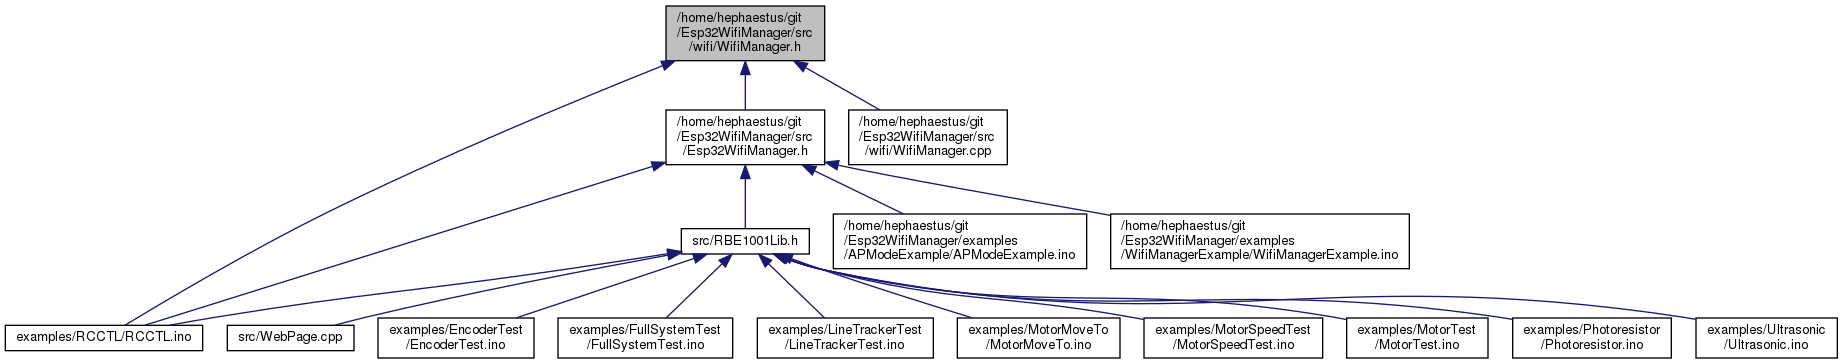 /home/hephaestus/git
/Esp32WifiManager/src
/wifi/WifiManager.h
/home/hephaestus/git
/Esp32WifiManager/src
/Esp32WifiManager.h
/home/hephaestus/git
/Esp32WifiManager/src
/wifi/WifiManager.cpp
src/RBE1001Lib.h
/home/hephaestus/git
/Esp32WifiManager/examples
/APModeExample/APModeExample.ino
/home/hephaestus/git
/Esp32WifiManager/examples
/WifiManagerExample/WifiManagerExample.ino
examples/RCCTL/RCCTL.ino
src/WebPage.cpp
examples/EncoderTest
/EncoderTest.ino
examples/FullSystemTest
/FullSystemTest.ino
examples/LineTrackerTest
/LineTrackerTest.ino
examples/MotorMoveTo
/MotorMoveTo.ino
examples/MotorSpeedTest
/MotorSpeedTest.ino
examples/MotorTest
/MotorTest.ino
examples/Photoresistor
/Photoresistor.ino
examples/Ultrasonic
/Ultrasonic.ino